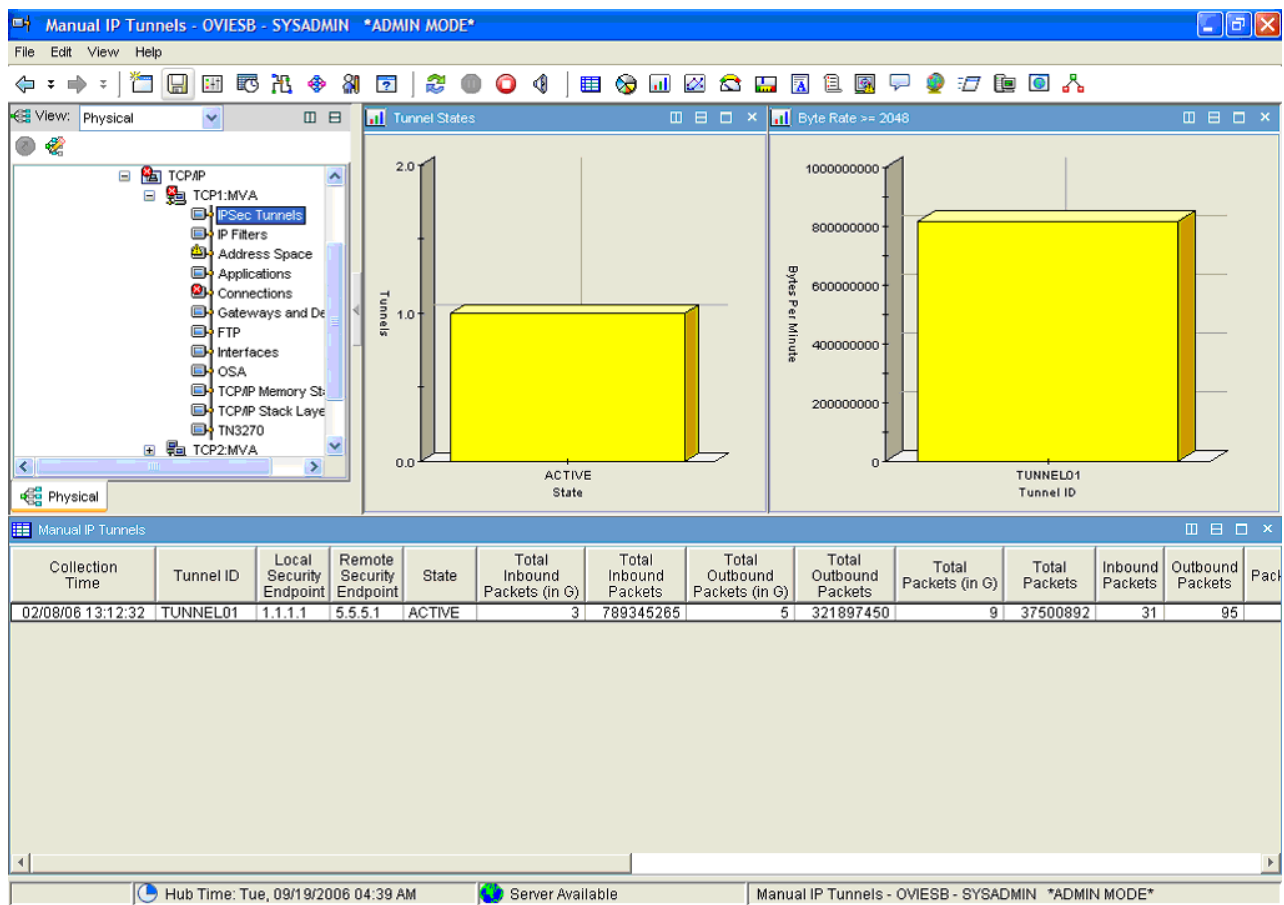 Manual IP Tunnels - OVIESB - SYSADMIN *ADMIN MODE*
File Edit View Help
View: Physical
TCP/IP
TCP1:MVA
IPSec Tunnels
IP Filters
Address Space
Applications
Connections
Gateways and De
FTP
Interfaces
OSA
TCP/IP Memory Sta
TCP/IP Stack Laye
TN3270
TCP2:MVA
Physical
Tunnel States
2.0
1.0
0.0
Tunnels
ACTIVE
State
Byte Rate >= 2048
1000000000
800000000
600000000
400000000
200000000
0
Bytes Per Minute
TUNNEL01
Tunnel ID
Manual IP Tunnels
Collection Time Tunnel ID Local Security Endpoint Remote Security Endpoint State Total Inbound Packets (in G) Total Inbound Packets Total Outbound Packets (in G) Total Outbound Packets Total Packets (in G) Total Packets Inbound Packets Outbound Packets Pack
02/08/06 13:12:32 TUNNEL01 1.1.1.1 5.5.5.1 ACTIVE 3 789345265 5 321897450 9 37500892 31 95
Hub Time: Tue, 09/19/2006 04:39 AM
Server Available
Manual IP Tunnels - OVIESB - SYSADMIN *ADMIN MODE*